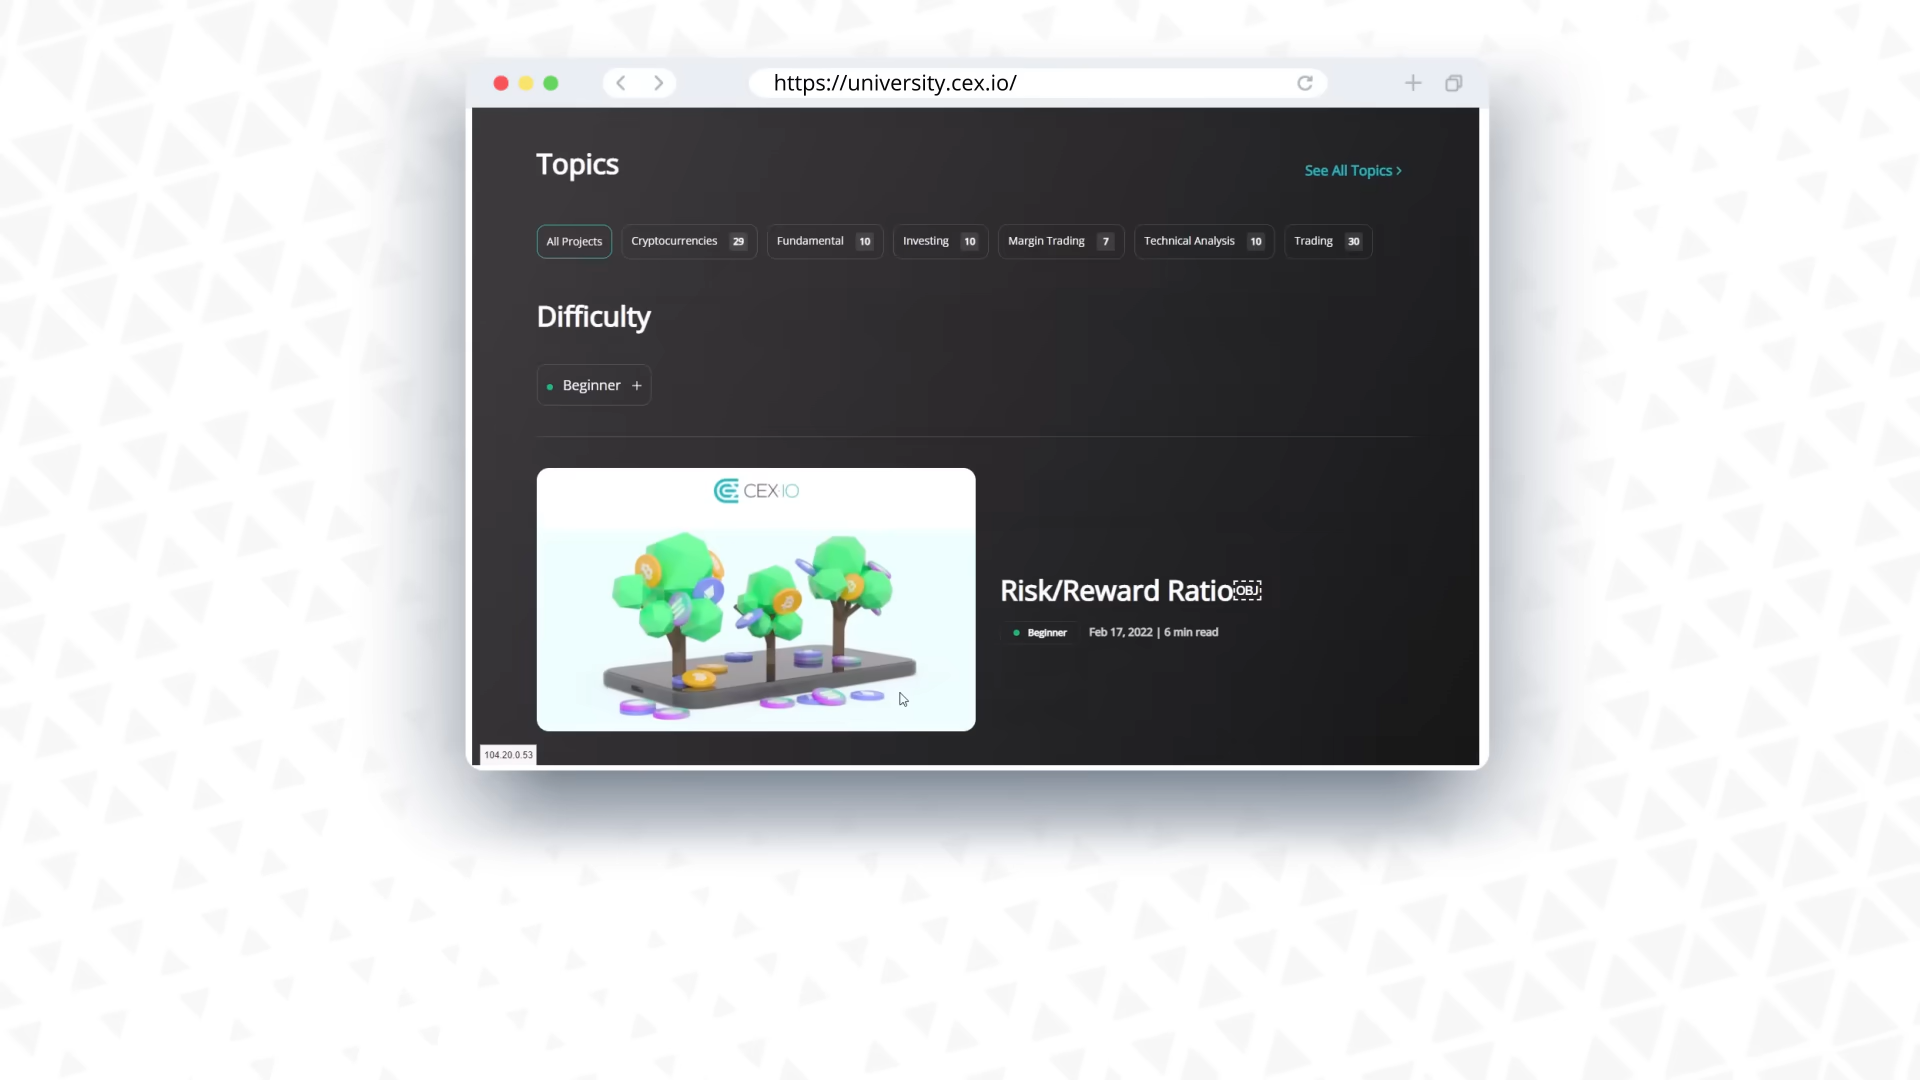 https://university.cex.io/
Topics
See All Topics >
All Projects
Cryptocurrencies 29
Fundamental 10
Investing 10
Margin Trading 7
Technical Analysis 10
Trading 30
Difficulty
Beginner +
CEX.IO
Risk/Reward Ratio OBJ
Beginner
Feb 17, 2022 | 6 min read
104.20.0.53